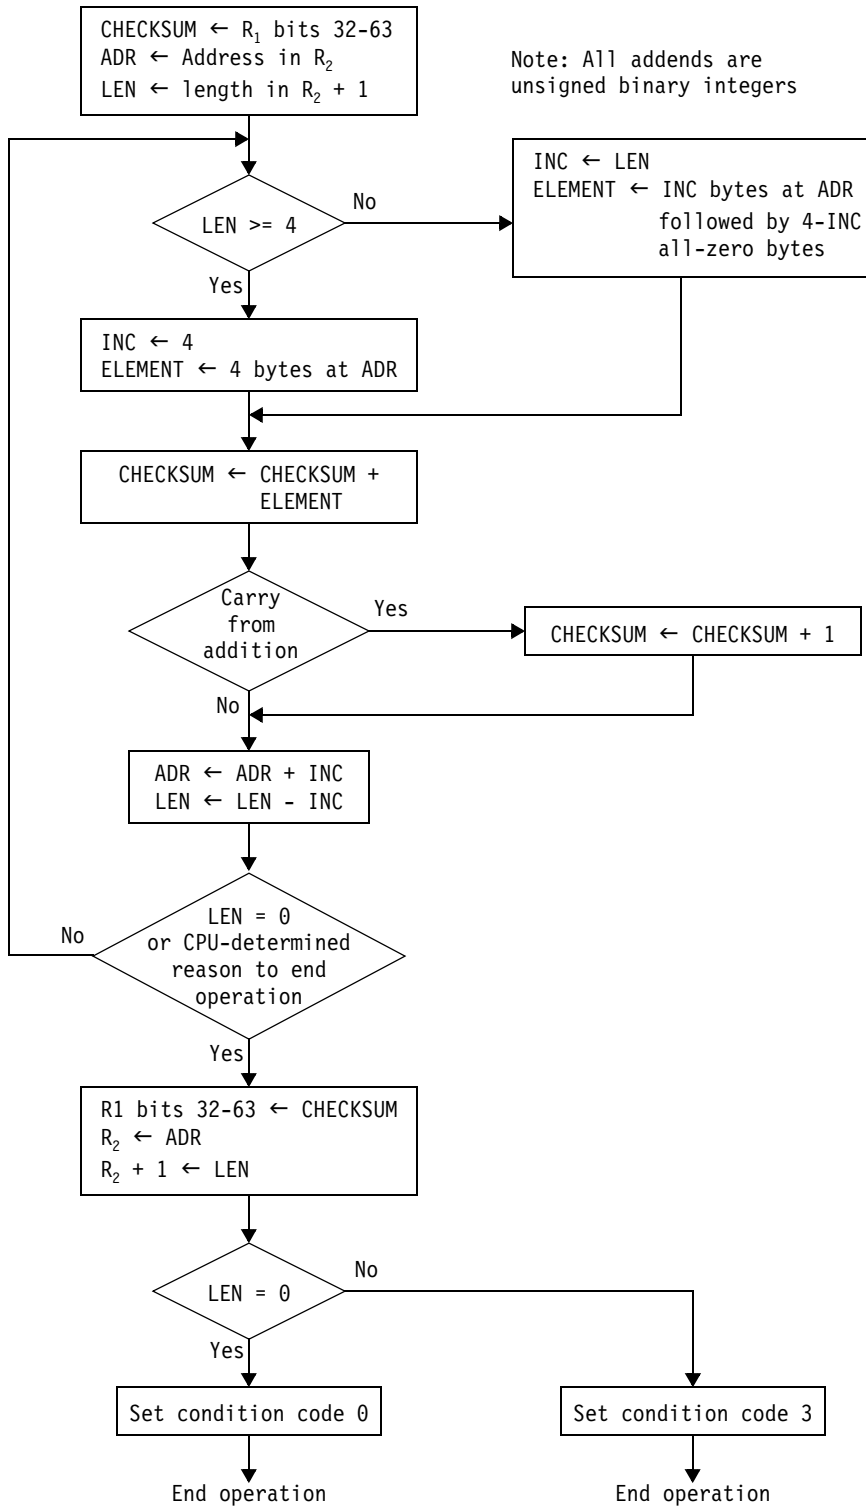 CHECKSUM ← R₁ bits 32-63
ADR ← Address in R₂
LEN ← length in R₂ + 1
Note: All addends are
unsigned binary integers
LEN >= 4
No
INC ← LEN
ELEMENT ← INC bytes at ADR
followed by 4-INC
all-zero bytes
Yes
INC ← 4
ELEMENT ← 4 bytes at ADR
CHECKSUM ← CHECKSUM +
ELEMENT
Carry
from
addition
Yes
CHECKSUM ← CHECKSUM + 1
No
ADR ← ADR + INC
LEN ← LEN - INC
LEN = 0
or CPU-determined
reason to end
operation
No
Yes
R1 bits 32-63 ← CHECKSUM
R₂ ← ADR
R₂ + 1 ← LEN
LEN = 0
No
Yes
Set condition code 0
Set condition code 3
End operation
End operation